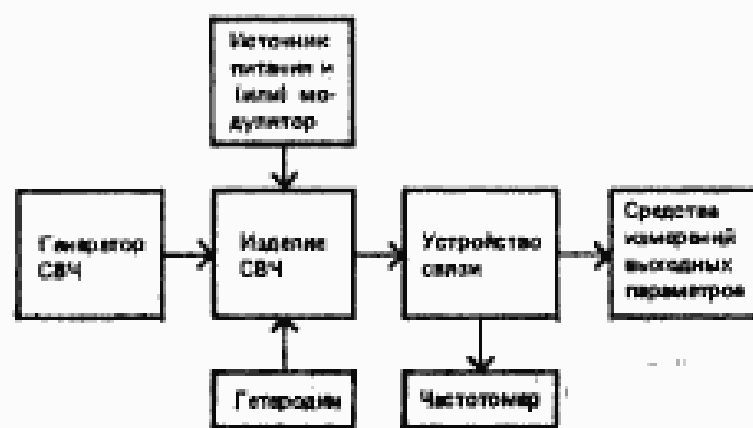 Источник
питания и
(или) мо-
дулятор
Генератор
СВЧ
Изделие
СВЧ
Устройство
связи
Средства
измерений
выходных
параметров
Гетеродин
Частотомер